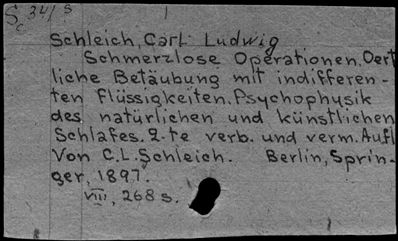 S 34/s
c
Schleich, Carl Ludwig
Schmerzlose Operationen. Oert
liche Betäubung mit indifferen-
ten Flüssigkeiten. Psychophysik
des natürlichen und künstlichen
Schlafes. 2-te verb. und verm. Aufl
Von C.L. Schleich. Berlin, Sprin-
ger, 1897.
VIII, 268 s.